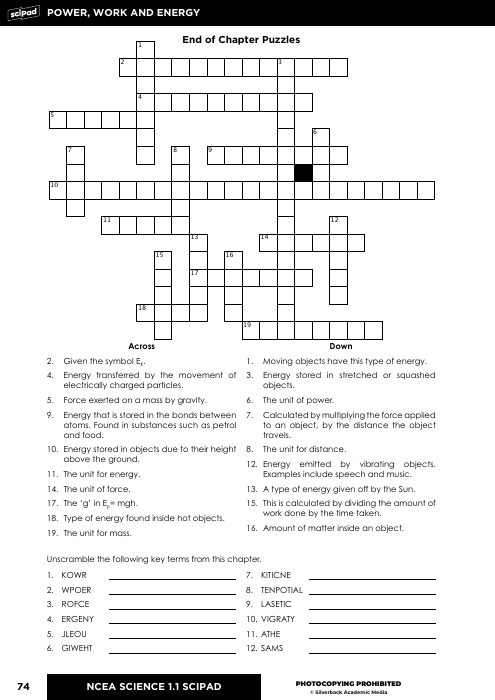 scipad POWER, WORK AND ENERGY
End of Chapter Puzzles
1
2 3
4
5
6
7 8 9
10
11 12
13 14
15 16
17
18
19
Across
2. Given the symbol Eₖ.
4. Energy transferred by the movement of
electrically charged particles.
5. Force exerted on a mass by gravity.
9. Energy that is stored in the bonds between
atoms. Found in substances such as petrol
and food.
10. Energy stored in objects due to their height
above the ground.
11. The unit for energy.
14. The unit of force.
17. The ‘g’ in Eₚ= mgh.
18. Type of energy found inside hot objects.
19. The unit for mass.
Down
1. Moving objects have this type of energy.
3. Energy stored in stretched or squashed
objects.
6. The unit of power.
7. Calculated by multiplying the force applied
to an object, by the distance the object
travels.
8. The unit for distance.
12. Energy emitted by vibrating objects.
Examples include speech and music.
13. A type of energy given off by the Sun.
15. This is calculated by dividing the amount of
work done by the time taken.
16. Amount of matter inside an object.
Unscramble the following key terms from this chapter.
1. KOWR
2. WPOER
3. ROFCE
4. ERGENY
5. JLEOU
6. GIWEHT
7. KITICNE
8. TENPOTIAL
9. LASETIC
10. VIGRATY
11. ATHE
12. SAMS
74 NCEA SCIENCE 1.1 SCIPAD
PHOTOCOPYING PROHIBITED
© Silverback Academic Media